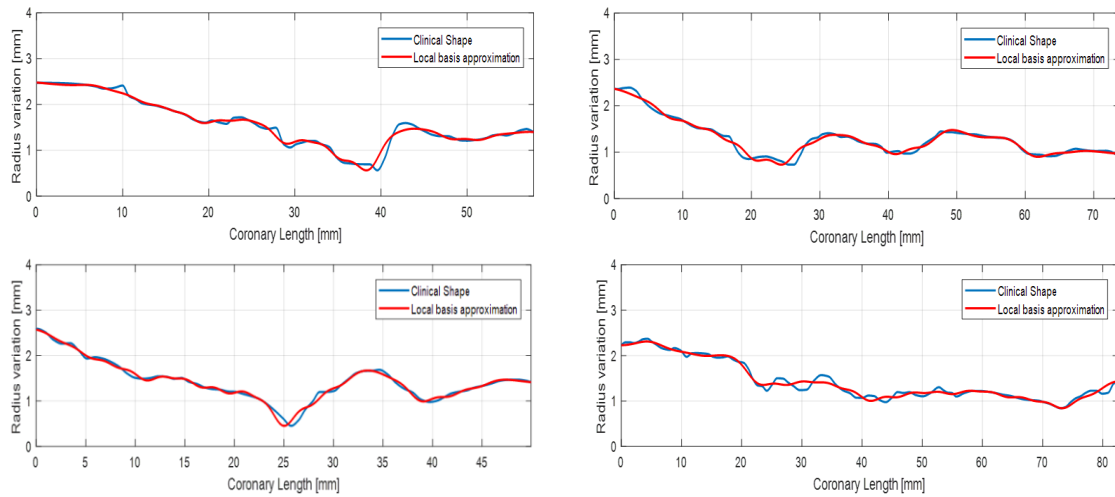 4
3
2
1
0
Radius variation [mm]
0 10 20 30 40 50
Coronary Length [mm]
Clinical Shape
Local basis approximation
4
3
2
1
0
Radius variation [mm]
0 10 20 30 40 50 60 70
Coronary Length [mm]
Clinical Shape
Local basis approximation
4
3
2
1
0
Radius variation [mm]
0 5 10 15 20 25 30 35 40 45
Coronary Length [mm]
Clinical Shape
Local basis approximation
4
3
2
1
0
Radius variation [mm]
0 10 20 30 40 50 60 70 80
Coronary Length [mm]
Clinical Shape
Local basis approximation